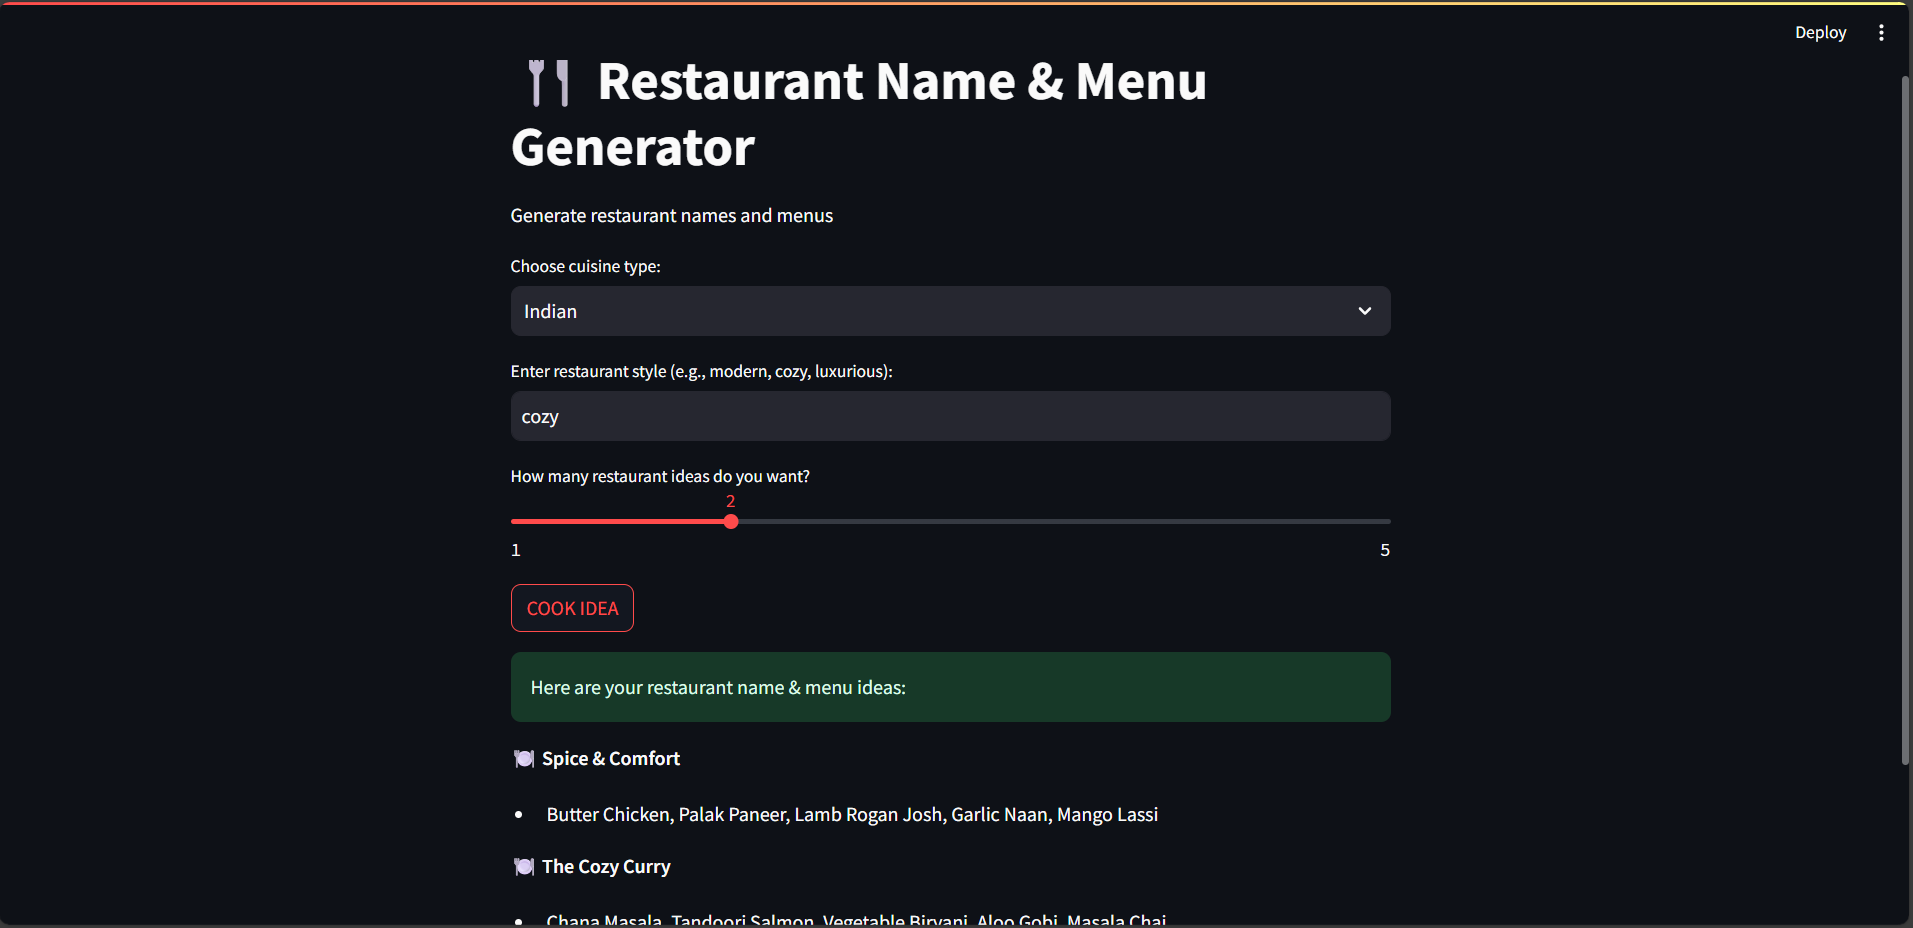 Deploy
Restaurant Name & Menu
Generator
Generate restaurant names and menus
Choose cuisine type:
Indian
Enter restaurant style (e.g., modern, cozy, luxurious):
cozy
How many restaurant ideas do you want?
2
1
5
COOK IDEA
Here are your restaurant name & menu ideas:
Spice & Comfort
Butter Chicken, Palak Paneer, Lamb Rogan Josh, Garlic Naan, Mango Lassi
The Cozy Curry
Chana Masala, Tandoori Salmon, Vegetable Biryani, Aloo Gobi, Masala Chai